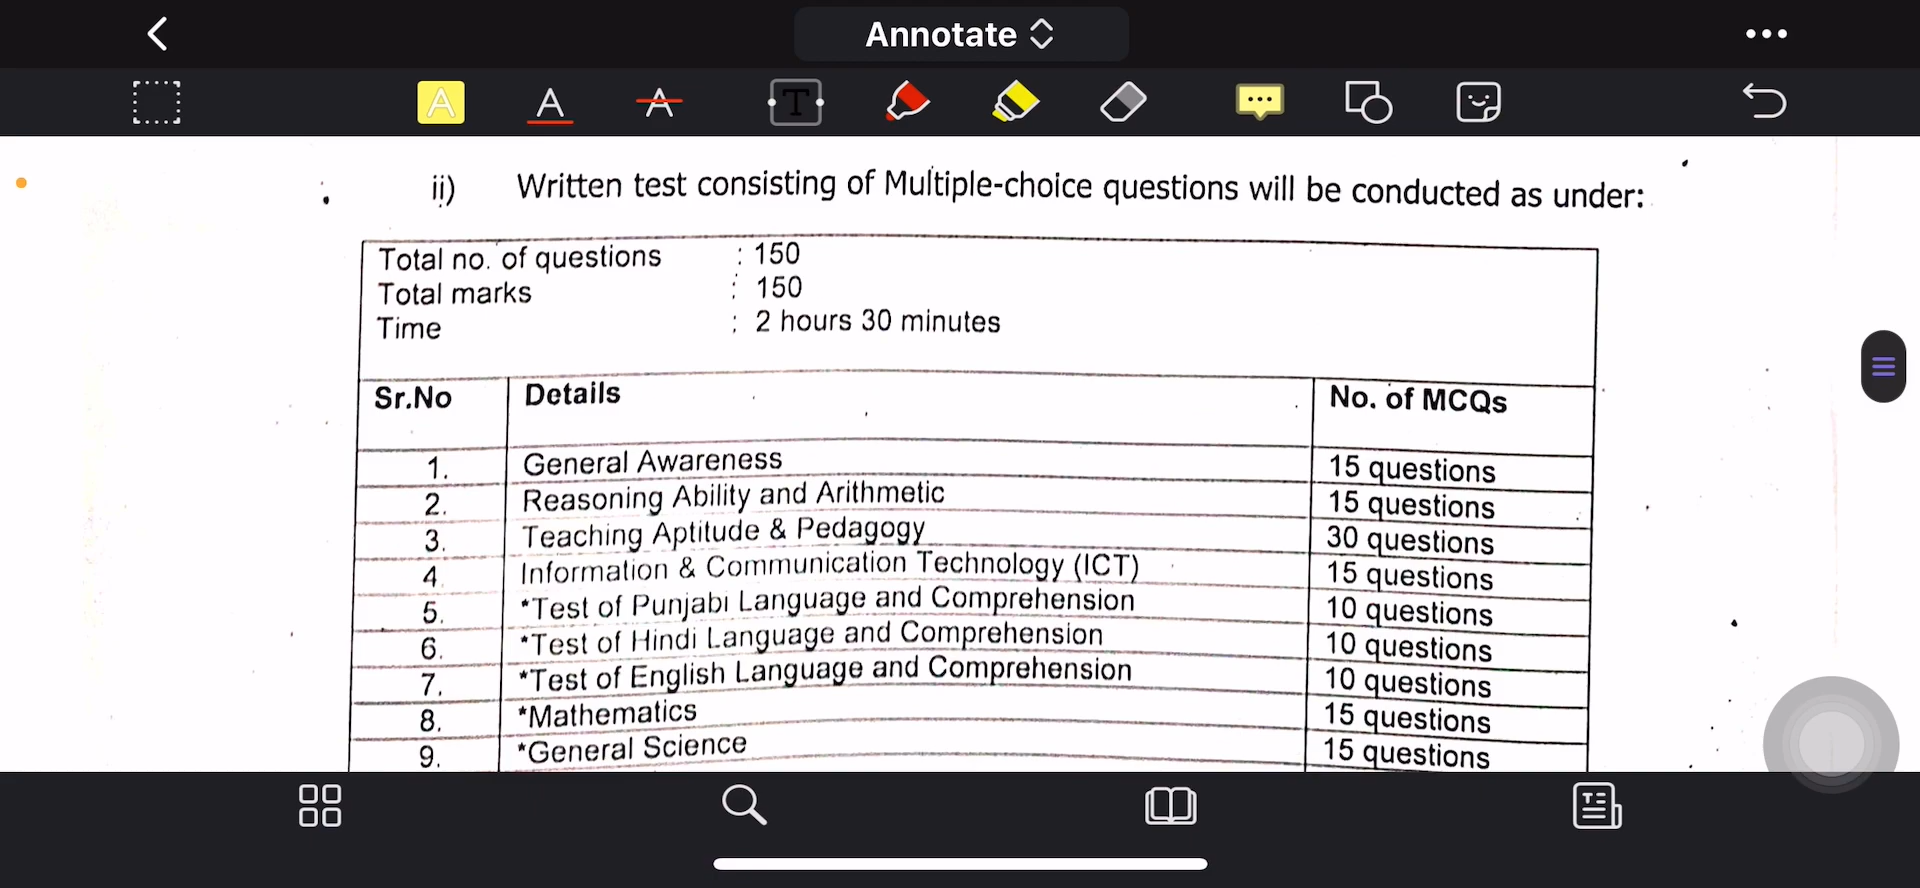 Annotate
ii) Written test consisting of Multiple-choice questions will be conducted as under:
Total no. of questions : 150
Total marks : 150
Time : 2 hours 30 minutes
Sr.No Details No. of MCQs
1. General Awareness 15 questions
2. Reasoning Ability and Arithmetic 15 questions
3. Teaching Aptitude & Pedagogy 30 questions
4. Information & Communication Technology (ICT) 15 questions
5. *Test of Punjabi Language and Comprehension 10 questions
6. *Test of Hindi Language and Comprehension 10 questions
7. *Test of English Language and Comprehension 10 questions
8. *Mathematics 15 questions
9. *General Science 15 questions